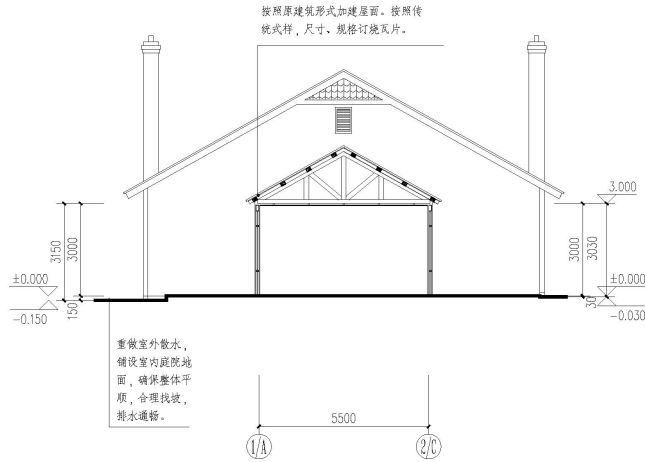 按照原建筑形式加建屋面。按照传
统式样，尺寸、规格订烧瓦片。
3.000
3150
3000
3000
3030
±0.000
±0.000
150
30
-0.150
-0.030
重做室外散水，
铺设室内庭院地
面，确保整体平
顺，合理找坡，
排水通畅。
5500
1/A
2/C